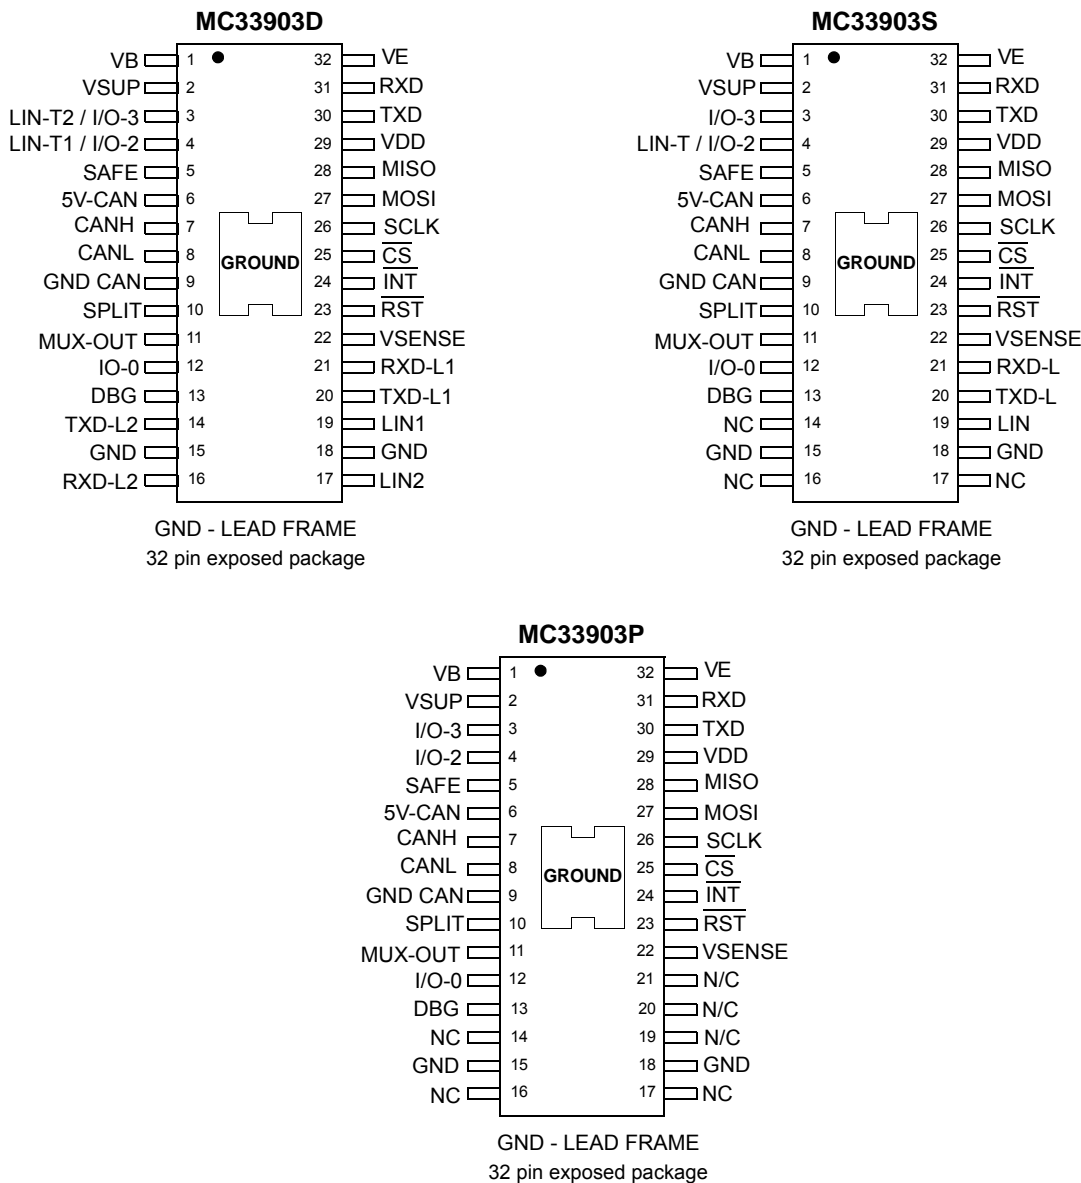 MC33903D
VB 1 32 VE
VSUP 2 31 RXD
LIN-T2 / I/O-3 3 30 TXD
LIN-T1 / I/O-2 4 29 VDD
SAFE 5 28 MISO
5V-CAN 6 27 MOSI
CANH 7 26 SCLK
CANL 8 GROUND 25 CS
GND CAN 9 24 INT
SPLIT 10 23 RST
MUX-OUT 11 22 VSENSE
IO-0 12 21 RXD-L1
DBG 13 20 TXD-L1
TXD-L2 14 19 LIN1
GND 15 18 GND
RXD-L2 16 17 LIN2
GND - LEAD FRAME
32 pin exposed package
MC33903S
VB 1 32 VE
VSUP 2 31 RXD
I/O-3 3 30 TXD
LIN-T / I/O-2 4 29 VDD
SAFE 5 28 MISO
5V-CAN 6 27 MOSI
CANH 7 26 SCLK
CANL 8 GROUND 25 CS
GND CAN 9 24 INT
SPLIT 10 23 RST
MUX-OUT 11 22 VSENSE
I/O-0 12 21 RXD-L
DBG 13 20 TXD-L
NC 14 19 LIN
GND 15 18 GND
NC 16 17 NC
GND - LEAD FRAME
32 pin exposed package
MC33903P
VB 1 32 VE
VSUP 2 31 RXD
I/O-3 3 30 TXD
I/O-2 4 29 VDD
SAFE 5 28 MISO
5V-CAN 6 27 MOSI
CANH 7 26 SCLK
CANL 8 GROUND 25 CS
GND CAN 9 24 INT
SPLIT 10 23 RST
MUX-OUT 11 22 VSENSE
I/O-0 12 21 N/C
DBG 13 20 N/C
NC 14 19 N/C
GND 15 18 GND
NC 16 17 NC
GND - LEAD FRAME
32 pin exposed package